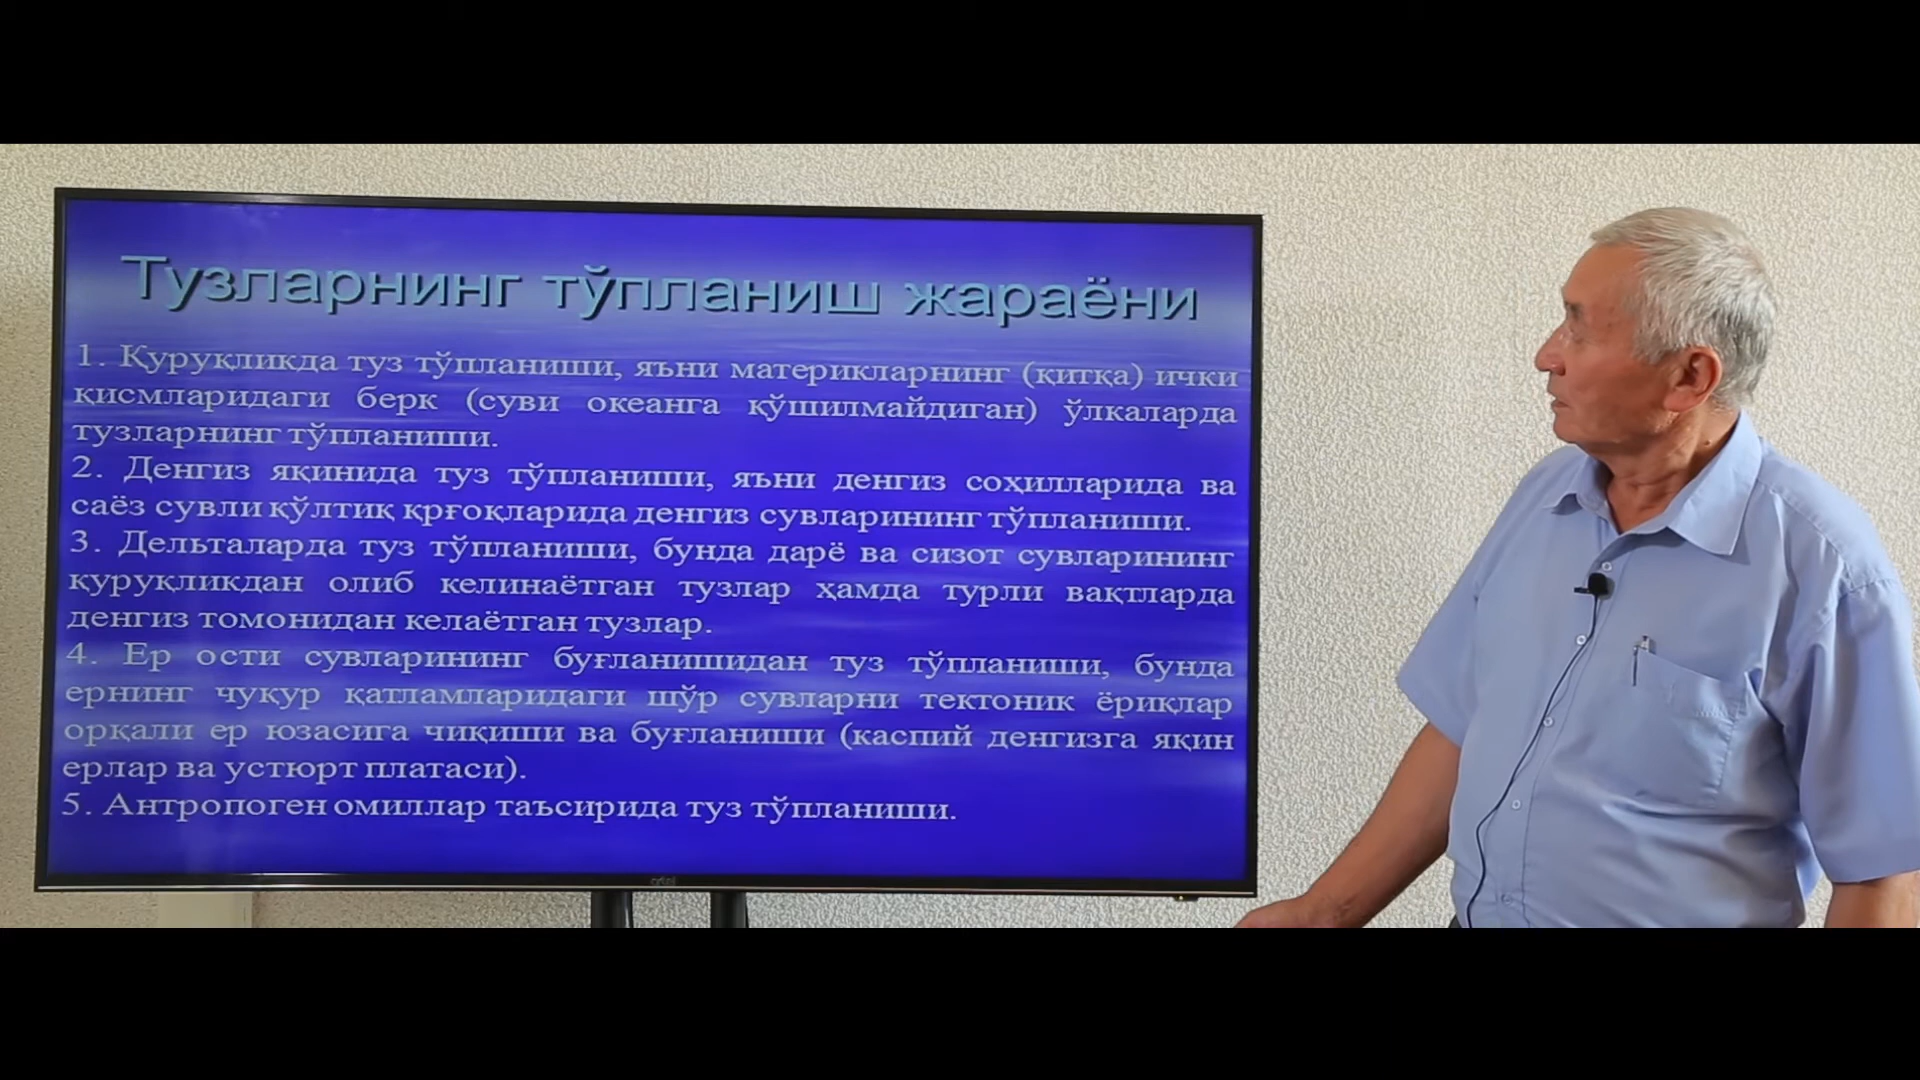 Тузларнинг тўпланиш жараёни
1. Қуруқликда туз тўпланиши, яъни материкларнинг (қитқа) ички
қисмларидаги берк (суви океанга қўшилмайдиган) ўлкаларда
тузларнинг тўпланиши.
2. Денгиз яқинида туз тўпланиши, яъни денгиз соҳилларида ва
саёз сувли қўлтиқ қрғоқларида денгиз сувларининг тўпланиши.
3. Дельталарда туз тўпланиши, бунда дарё ва сизот сувларининг
қуруқликдан олиб келинаётган тузлар ҳамда турли вақтларда
денгиз томонидан келаётган тузлар.
4. Ер ости сувларининг буғланишидан туз тўпланиши, бунда
ернинг чуқур қатламларидаги шўр сувларни тектоник ёриқлар
орқали ер юзасига чиқиши ва буғланиши (каспий денгизга яқин
ерлар ва устюрт платаси).
5. Антропоген омиллар таъсирида туз тўпланиши.
artel